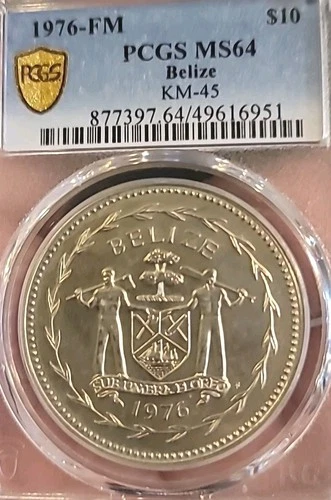 1976-FM $10
PCGS MS64
Belize
PCGS KM-45
877397.64/49616951
BELIZE
SUB UMBRA FLOREO
1976